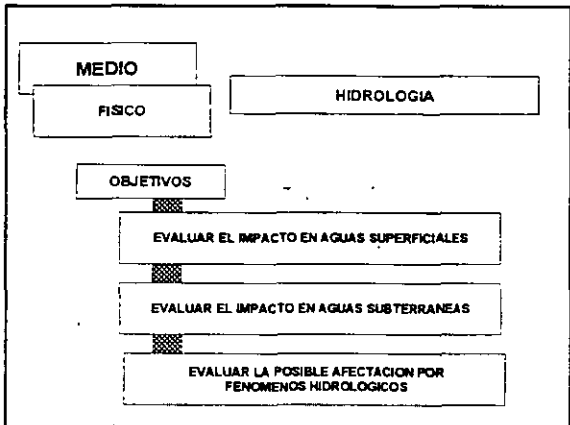 MEDIO
FISICO
HIDROLOGIA
OBJETIVOS
EVALUAR EL IMPACTO EN AGUAS SUPERFICIALES
EVALUAR EL IMPACTO EN AGUAS SUBTERRANEAS
EVALUAR LA POSIBLE AFECTACION POR
FENOMENOS HIDROLOGICOS